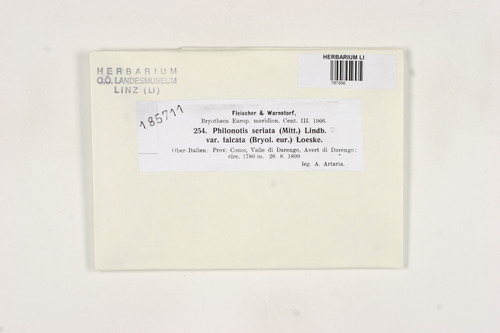 HERBARIUM
O.Ö. LANDESMUSEUM
LINZ (LI)
HERBARIUM LI
787956
185711
Fleischer & Warnstorf,
Bryotheca Europ. meridion. Cent. III. 1906.
254. Philonotis seriata (Mitt.) Lindb. ♀
var. falcata (Bryol. eur.) Loeske.
Ober-Italien: Prov. Como, Valle di Darengo, Avert di Darengo;
circ. 1780 m. 28. 8. 1899
leg. A. Artaria.